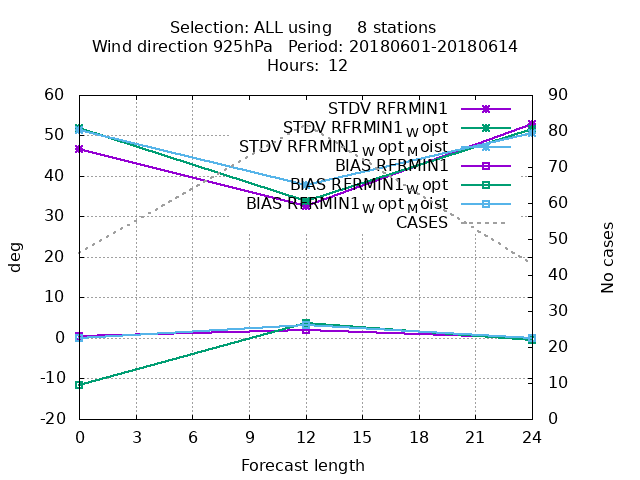 Selection: ALL using     8 stations
Wind direction 925hPa   Period: 20180601-20180614
Hours:  12
60
50
40
30
20
10
0
-10
-20
deg
90
80
70
60
50
40
30
20
10
0
No cases
STDV RFRMIN1
STDV RFRMIN1_W opt
STDV RFRMIN1_W opt_M oist
BIAS RFRMIN1
BIAS RFRMIN1_W opt
BIAS RFRMIN1_W opt_M oist
CASES
0 3 6 9 12 15 18 21 24
Forecast length